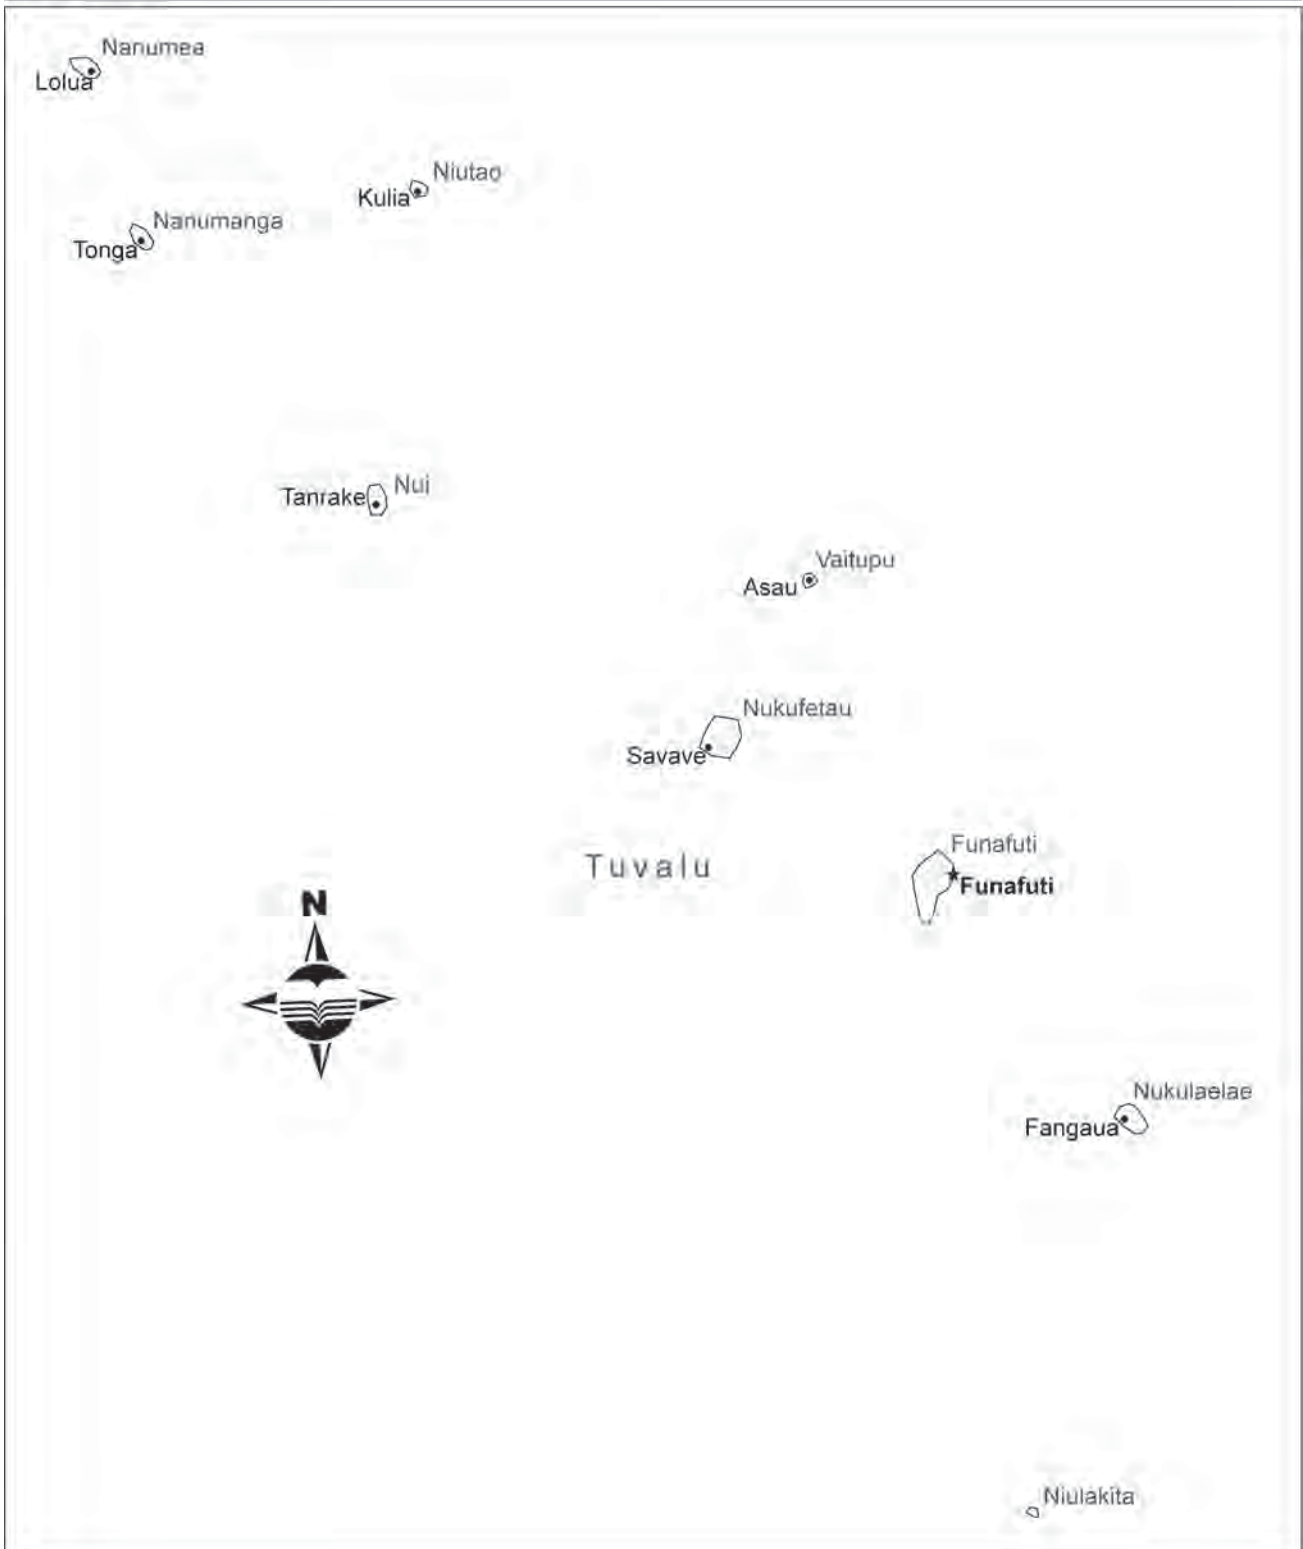 Nanumea
Lolua
Niutao
Kulia
Nanumanga
Tonga
Nui
Tanrake
Vaitupu
Asau
Nukufetau
Savave
Funafuti
Tuvalu
Funafuti
N
Nukulaelae
Fangaua
Niulakita